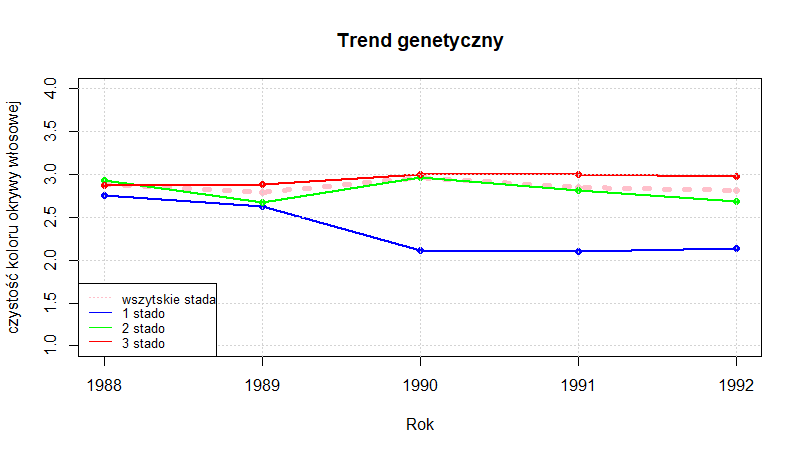 Trend genetyczny
czystość koloru okrywy włosowej
4.0
3.5
3.0
2.5
2.0
1.5
1.0
wszytskie stada
1 stado
2 stado
3 stado
1988 1989 1990 1991 1992
Rok